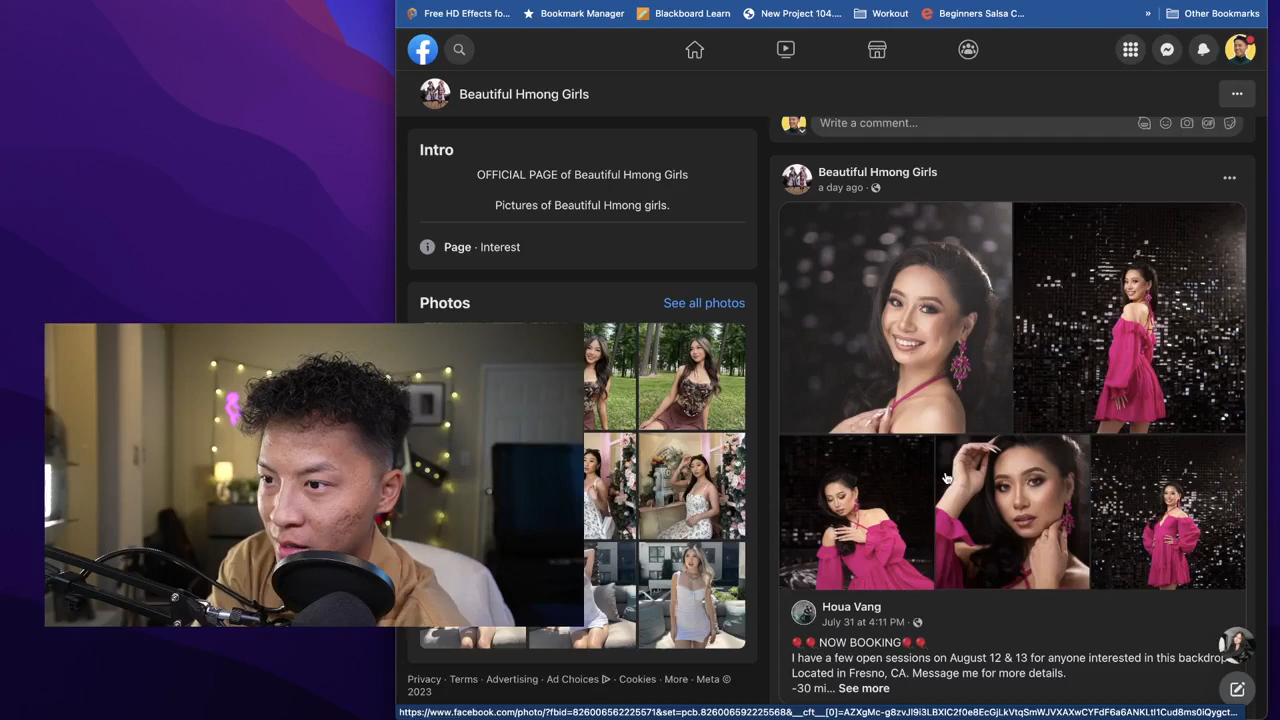 Free HD Effects fo...
Bookmark Manager
Blackboard Learn
New Project 104....
Workout
Beginners Salsa C...
»
Other Bookmarks
Beautiful Hmong Girls
Write a comment...
Intro
OFFICIAL PAGE of Beautiful Hmong Girls
Pictures of Beautiful Hmong girls.
Page · Interest
Photos
See all photos
Privacy · Terms · Advertising · Ad Choices · Cookies · More · Meta ©
2023
Beautiful Hmong Girls
a day ago ·
Houa Vang
July 31 at 4:11 PM ·
🎈🎈NOW BOOKING🎈🎈
I have a few open sessions on August 12 & 13 for anyone interested in this backdrop
Located in Fresno, CA. Message me for more details.
-30 mi... See more